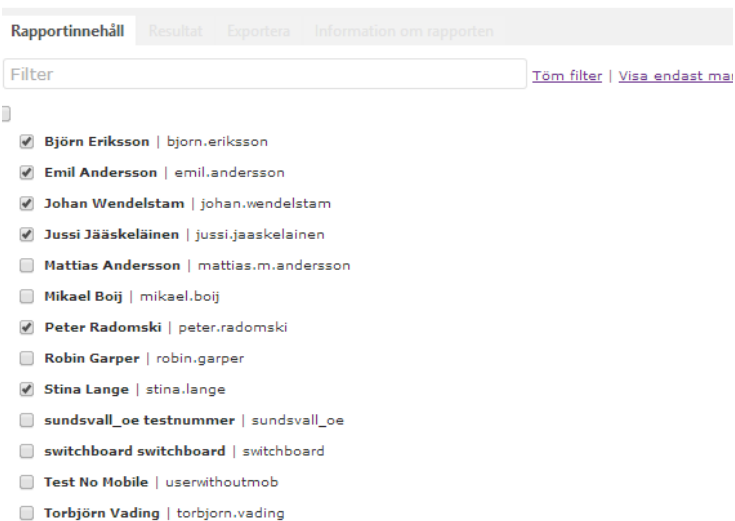 Rapportinnehåll Resultat Exportera Information om rapporten
Filter Töm filter | Visa endast
Björn Eriksson | bjorn.eriksson
Emil Andersson | emil.andersson
Johan Wendelstam | johan.wendelstam
Jussi Jääskeläinen | jussi.jaaskelainen
Mattias Andersson | mattias.m.andersson
Mikael Boij | mikael.boij
Peter Radomski | peter.radomski
Robin Garper | robin.garper
Stina Lange | stina.lange
sundsvall_oe testnummer | sundsvall_oe
switchboard switchboard | switchboard
Test No Mobile | userwithoutmob
Torbjörn Vading | torbjorn.vading